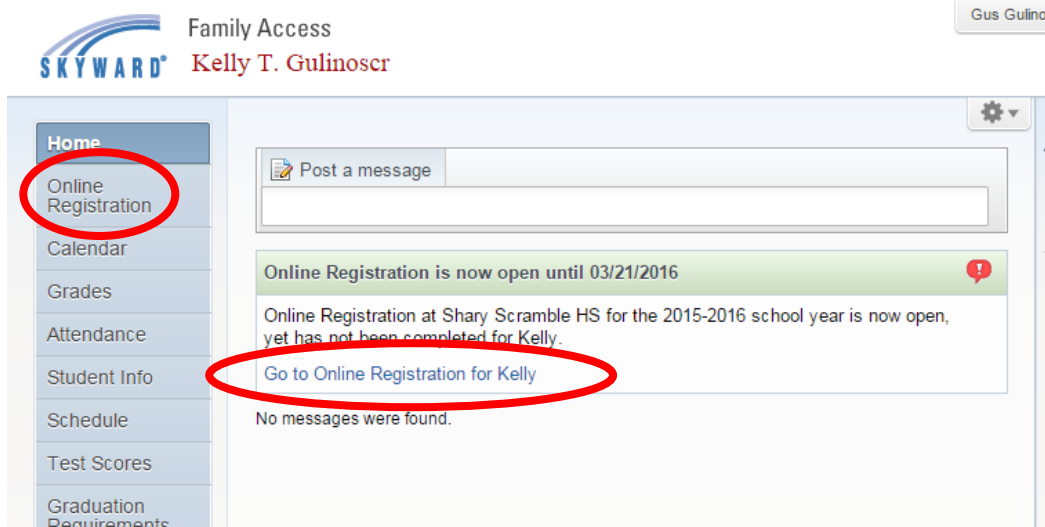 Family Access
Gus Gulino
SKYWARD®
Kelly T. Gulinoscr
Home
Online
Registration
Calendar
Grades
Attendance
Student Info
Schedule
Test Scores
Graduation
Requirements
Post a message
Online Registration is now open until 03/21/2016
Online Registration at Shary Scramble HS for the 2015-2016 school year is now open,
yet has not been completed for Kelly.
Go to Online Registration for Kelly
No messages were found.